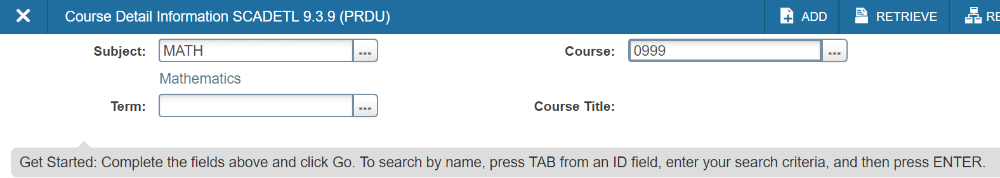 Course Detail Information SCADETL 9.3.9 (PRDU) ADD RETRIEVE
Subject: MATH ... Course: 0999 ...
Mathematics
Term: ... Course Title:
Get Started: Complete the fields above and click Go. To search by name, press TAB from an ID field, enter your search criteria, and then press ENTER.